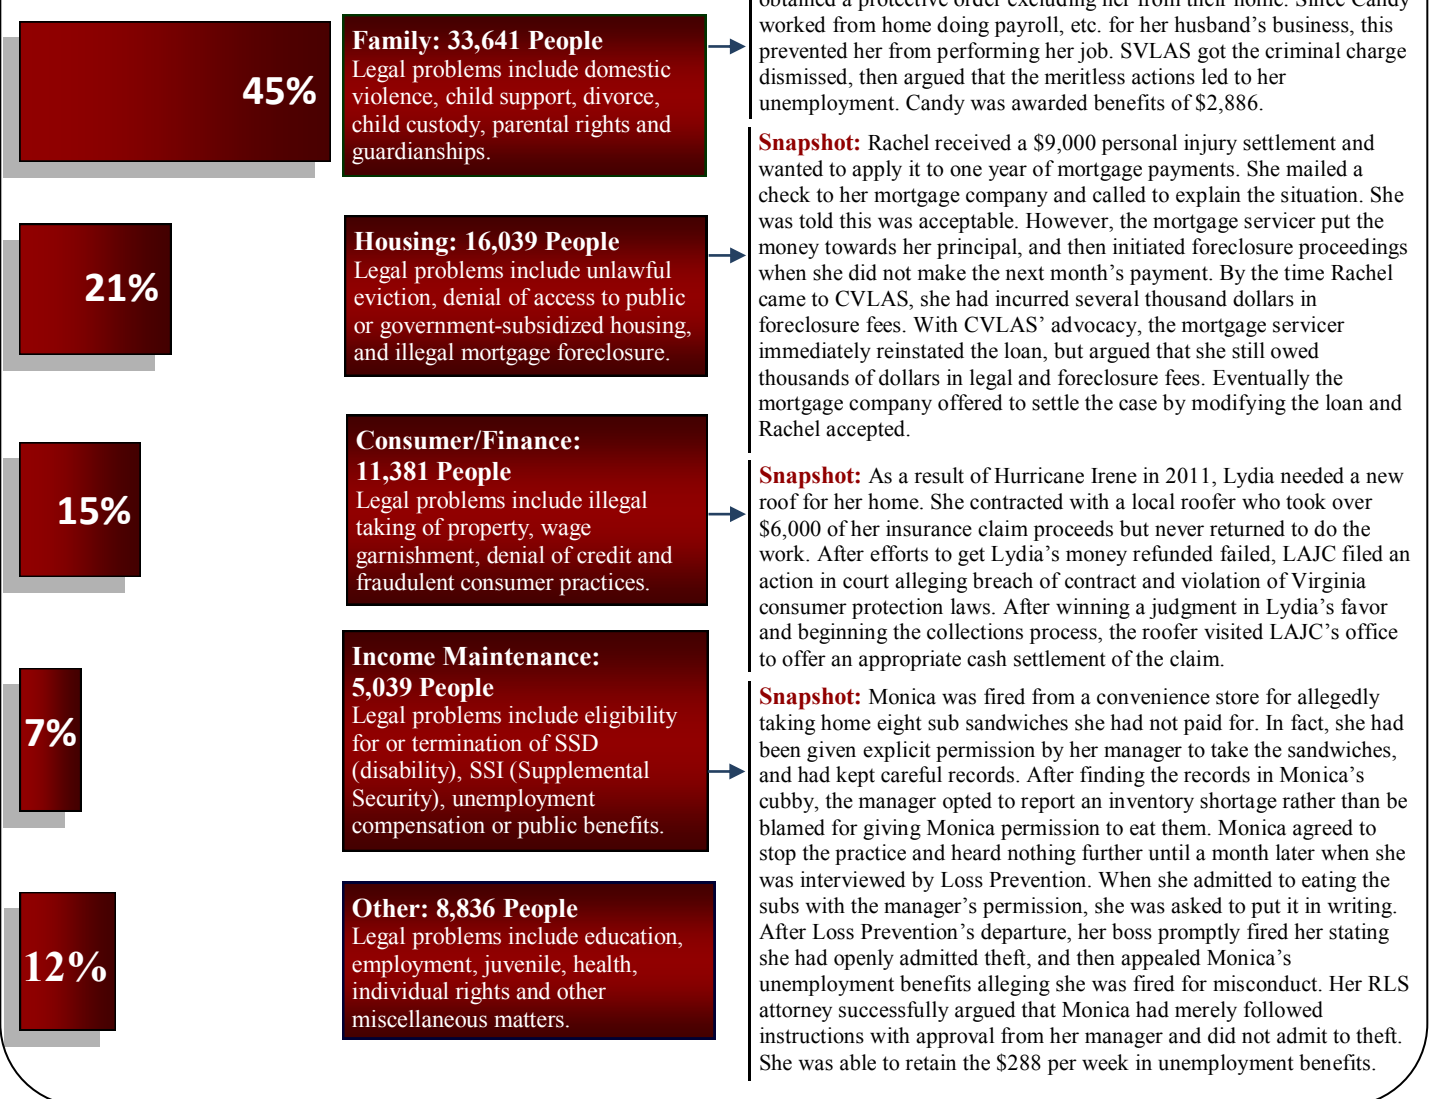 obtained a protective order excluding her from their home. Since Candy
worked from home doing payroll, etc. for her husband’s business, this
prevented her from performing her job. SVLAS got the criminal charge
dismissed, then argued that the meritless actions led to her
unemployment. Candy was awarded benefits of $2,886.
45%
Family: 33,641 People
Legal problems include domestic
violence, child support, divorce,
child custody, parental rights and
guardianships.
Snapshot: Rachel received a $9,000 personal injury settlement and
wanted to apply it to one year of mortgage payments. She mailed a
check to her mortgage company and called to explain the situation. She
was told this was acceptable. However, the mortgage servicer put the
money towards her principal, and then initiated foreclosure proceedings
when she did not make the next month’s payment. By the time Rachel
came to CVLAS, she had incurred several thousand dollars in
foreclosure fees. With CVLAS’ advocacy, the mortgage servicer
immediately reinstated the loan, but argued that she still owed
thousands of dollars in legal and foreclosure fees. Eventually the
mortgage company offered to settle the case by modifying the loan and
Rachel accepted.
21%
Housing: 16,039 People
Legal problems include unlawful
eviction, denial of access to public
or government-subsidized housing,
and illegal mortgage foreclosure.
15%
Consumer/Finance:
11,381 People
Legal problems include illegal
taking of property, wage
garnishment, denial of credit and
fraudulent consumer practices.
Snapshot: As a result of Hurricane Irene in 2011, Lydia needed a new
roof for her home. She contracted with a local roofer who took over
$6,000 of her insurance claim proceeds but never returned to do the
work. After efforts to get Lydia’s money refunded failed, LAJC filed an
action in court alleging breach of contract and violation of Virginia
consumer protection laws. After winning a judgment in Lydia’s favor
and beginning the collections process, the roofer visited LAJC’s office
to offer an appropriate cash settlement of the claim.
7%
Income Maintenance:
5,039 People
Legal problems include eligibility
for or termination of SSD
(disability), SSI (Supplemental
Security), unemployment
compensation or public benefits.
Snapshot: Monica was fired from a convenience store for allegedly
taking home eight sub sandwiches she had not paid for. In fact, she had
been given explicit permission by her manager to take the sandwiches,
and had kept careful records. After finding the records in Monica’s
cubby, the manager opted to report an inventory shortage rather than be
blamed for giving Monica permission to eat them. Monica agreed to
stop the practice and heard nothing further until a month later when she
was interviewed by Loss Prevention. When she admitted to eating the
subs with the manager’s permission, she was asked to put it in writing.
After Loss Prevention’s departure, her boss promptly fired her stating
she had openly admitted theft, and then appealed Monica’s
unemployment benefits alleging she was fired for misconduct. Her RLS
attorney successfully argued that Monica had merely followed
instructions with approval from her manager and did not admit to theft.
She was able to retain the $288 per week in unemployment benefits.
12%
Other: 8,836 People
Legal problems include education,
employment, juvenile, health,
individual rights and other
miscellaneous matters.